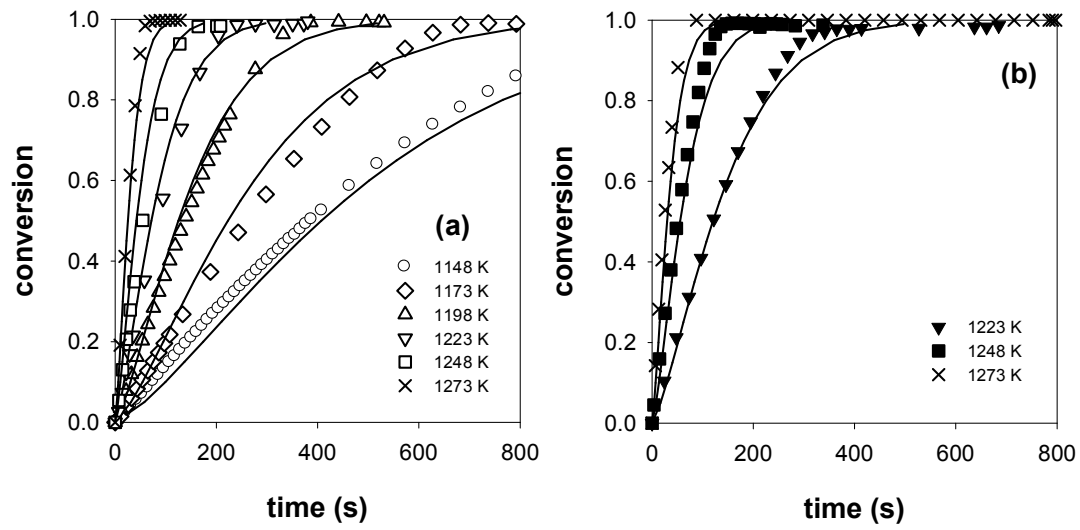 1.0
0.8
0.6
0.4
0.2
0.0
conversion
(a)
1148 K
1173 K
1198 K
1223 K
1248 K
1273 K
0 200 400 600 800
time (s)
1.0
0.8
0.6
0.4
0.2
0.0
conversion
(b)
1223 K
1248 K
1273 K
0 200 400 600 800
time (s)